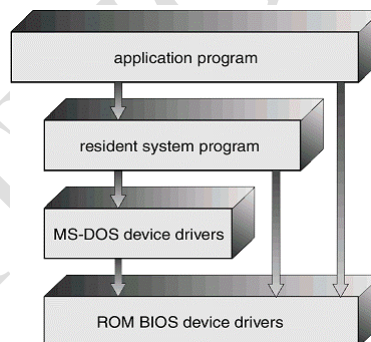 application program
resident system program
MS-DOS device drivers
ROM BIOS device drivers